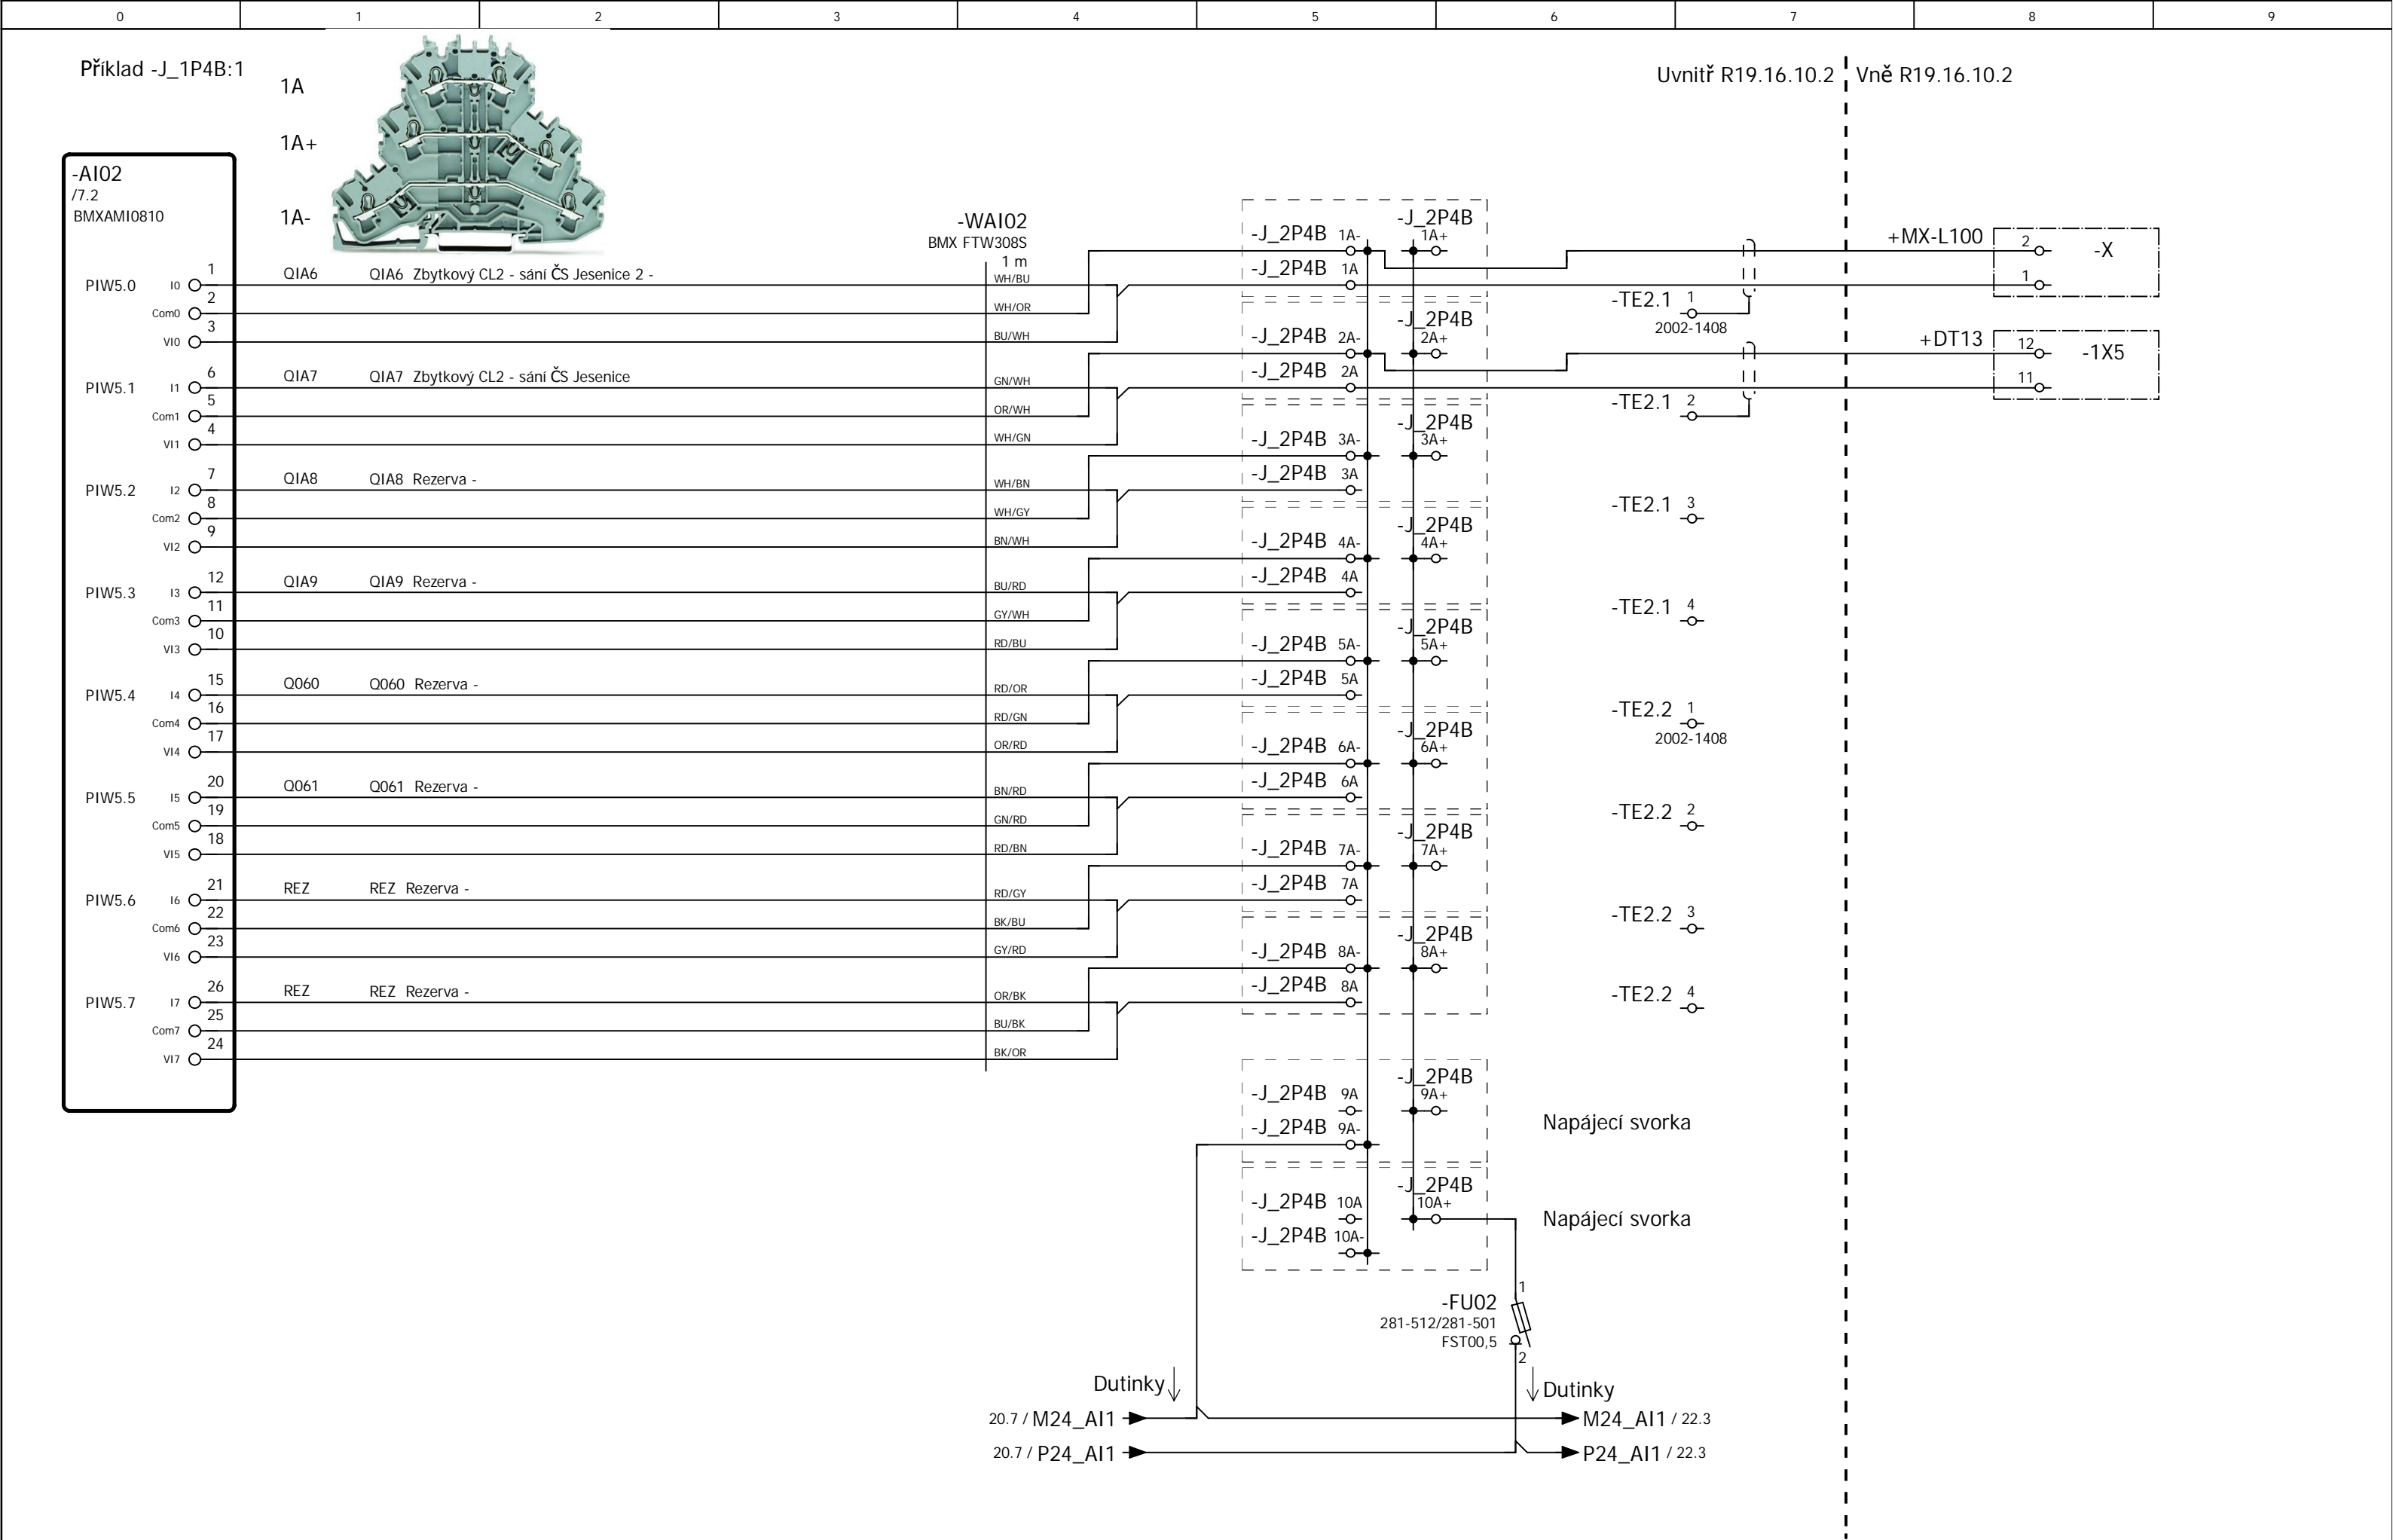 0 1 2 3 4 5 6 7 8 9
Příklad -J_1P4B:1
1A
1A+
1A-
Uvnitř R19.16.10.2 Vně R19.16.10.2
-AI02
/7.2
BMXAMI0810
-WAI02
BMX FTW308S
1 m
PIW5.0 I0 1 QIA6 QIA6 Zbytkový CL2 - sání ČS Jesenice 2 - WH/BU
Com0 2 WH/OR
VI0 3 BU/WH
PIW5.1 I1 6 QIA7 QIA7 Zbytkový CL2 - sání ČS Jesenice GN/WH
Com1 5 OR/WH
VI1 4 WH/GN
PIW5.2 I2 7 QIA8 QIA8 Rezerva - WH/BN
Com2 8 WH/GY
VI2 9 BN/WH
PIW5.3 I3 12 QIA9 QIA9 Rezerva - BU/RD
Com3 11 GY/WH
VI3 10 RD/BU
PIW5.4 I4 15 Q060 Q060 Rezerva - RD/OR
Com4 16 RD/GN
VI4 17 OR/RD
PIW5.5 I5 20 Q061 Q061 Rezerva - BN/RD
Com5 19 GN/RD
VI5 18 RD/BN
PIW5.6 I6 21 REZ REZ Rezerva - RD/GY
Com6 22 BK/BU
VI6 23 GY/RD
PIW5.7 I7 26 REZ REZ Rezerva - OR/BK
Com7 25 BU/BK
VI7 24 BK/OR
-J_2P4B
-J_2P4B 1A- 1A+
-J_2P4B 1A
-J_2P4B
-J_2P4B 2A- 2A+
-J_2P4B 2A
-J_2P4B
-J_2P4B 3A- 3A+
-J_2P4B 3A
-J_2P4B
-J_2P4B 4A- 4A+
-J_2P4B 4A
-J_2P4B
-J_2P4B 5A- 5A+
-J_2P4B 5A
-J_2P4B
-J_2P4B 6A- 6A+
-J_2P4B 6A
-J_2P4B
-J_2P4B 7A- 7A+
-J_2P4B 7A
-J_2P4B
-J_2P4B 8A- 8A+
-J_2P4B 8A
-J_2P4B
-J_2P4B 9A 9A+
-J_2P4B 9A-
Napájecí svorka
-J_2P4B
-J_2P4B 10A 10A+
-J_2P4B 10A-
Napájecí svorka
+MX-L100 2 -X
1
-TE2.1 1
2002-1408
+DT13 12 -1X5
11
-TE2.1 2
-TE2.1 3
-TE2.1 4
-TE2.2 1
2002-1408
-TE2.2 2
-TE2.2 3
-TE2.2 4
1
-FU02
281-512/281-501
FST00,5
2
Dutinky Dutinky
20.7 / M24_AI1 M24_AI1 / 22.3
20.7 / P24_AI1 P24_AI1 / 22.3